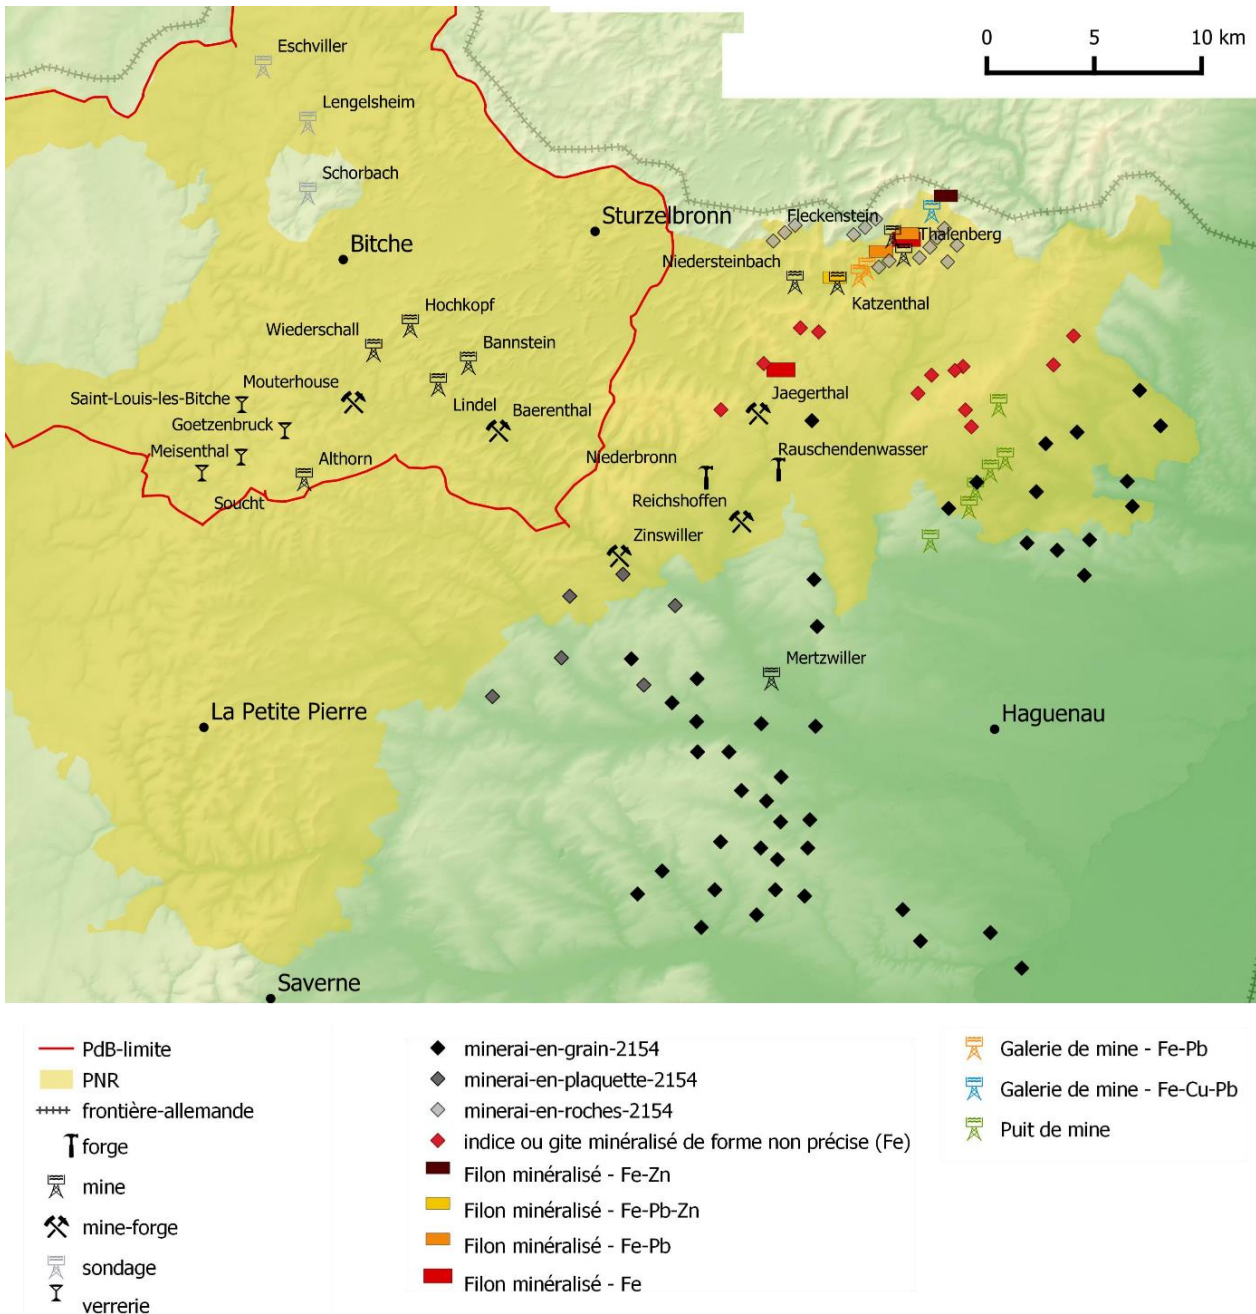 Eschviller
0 5 10 km
Lengelsheim
Schorbach
Sturzelbronn
Fleckenstein
Thalenberg
Bitche
Niedersteinbach
Katzenthal
Hochkopf
Wiederschall
Bannstein
Mouterhouse
Saint-Louis-les-Bitche
Lindel
Baerenthal
Jaegerthal
Goetzenbruck
Meisenthal
Althorn
Niederbronn
Rauschendenwasser
Soucht
Reichshoffen
Zinswiller
Mertzwiller
La Petite Pierre
Haguenau
Saverne
PdB-limite
PNR
frontière-allemande
forge
mine
mine-forge
sondage
verrerie
minerai-en-grain-2154
minerai-en-plaquette-2154
minerai-en-roches-2154
indice ou gite minéralisé de forme non précise (Fe)
Filon minéralisé - Fe-Zn
Filon minéralisé - Fe-Pb-Zn
Filon minéralisé - Fe-Pb
Filon minéralisé - Fe
Galerie de mine - Fe-Pb
Galerie de mine - Fe-Cu-Pb
Puit de mine